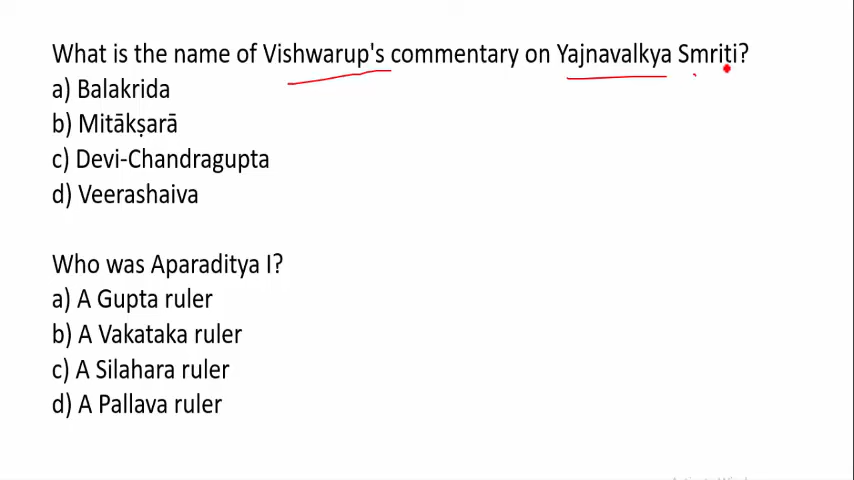 What is the name of Vishwarup's commentary on Yajnavalkya Smriti?
a) Balakrida
b) Mitākṣarā
c) Devi-Chandragupta
d) Veerashaiva
Who was Aparaditya I?
a) A Gupta ruler
b) A Vakataka ruler
c) A Silahara ruler
d) A Pallava ruler